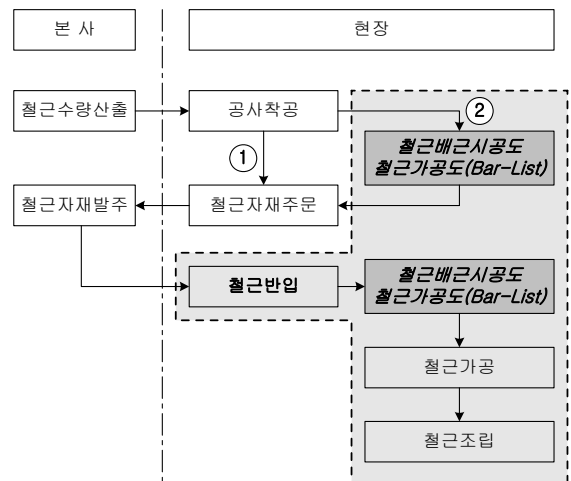 본 사
현장
철근수량산출
공사착공
②
①
철근배근시공도
철근가공도(Bar-List)
철근자재발주
철근자재주문
철근반입
철근배근시공도
철근가공도(Bar-List)
철근가공
철근조립